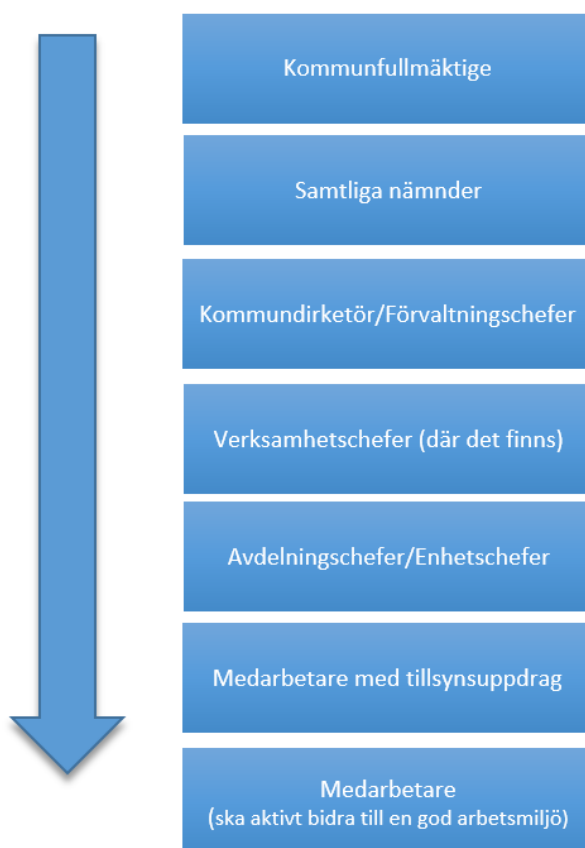 Kommunfullmäktige
Samtliga nämnder
Kommundirketör/Förvaltningschefer
Verksamhetschefer (där det finns)
Avdelningschefer/Enhetschefer
Medarbetare med tillsynsuppdrag
Medarbetare
(ska aktivt bidra till en god arbetsmiljö)